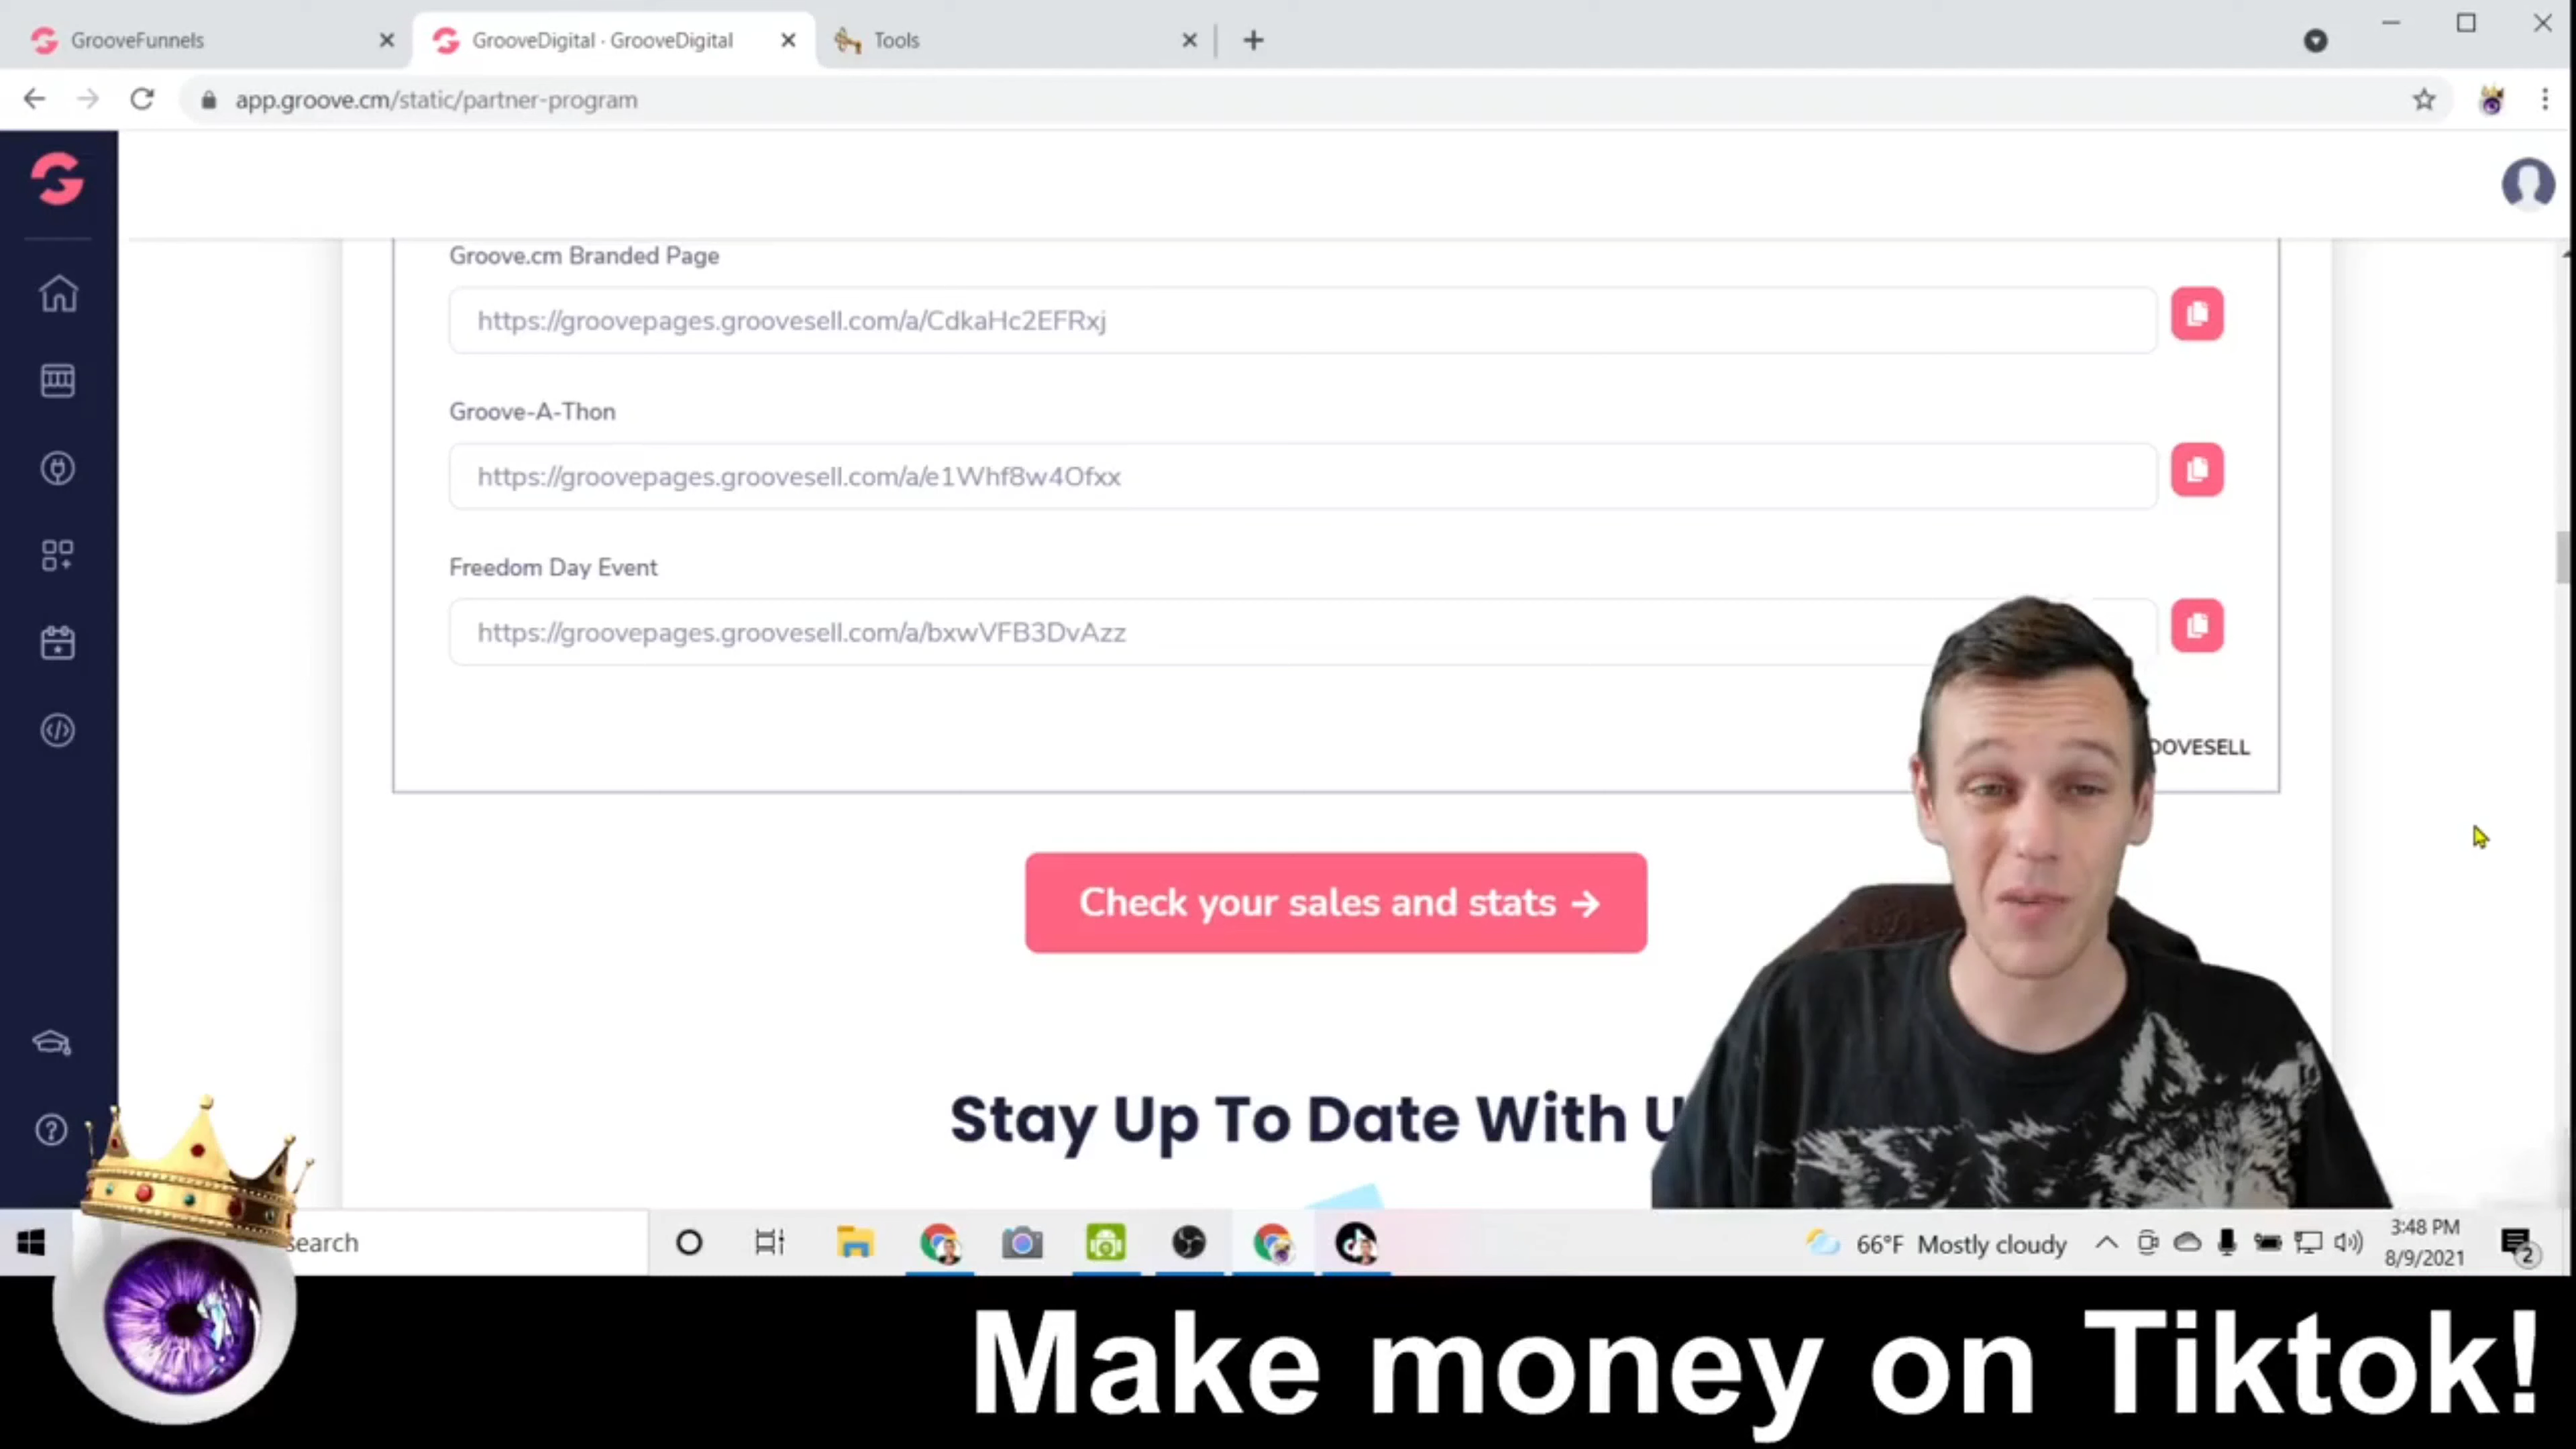 GrooveFunnels
GrooveDigital · GrooveDigital
Tools
app.groove.cm/static/partner-program
Groove.cm Branded Page
https://groovepages.groovesell.com/a/CdkaHc2EFRxj
Groove-A-Thon
https://groovepages.groovesell.com/a/e1Whf8w4Ofxx
Freedom Day Event
https://groovepages.groovesell.com/a/bxwVFB3DvAzz
OOVESELL
Check your sales and stats →
Stay Up To Date With U
search
66°F Mostly cloudy
3:48 PM
8/9/2021
2
Make money on Tiktok!